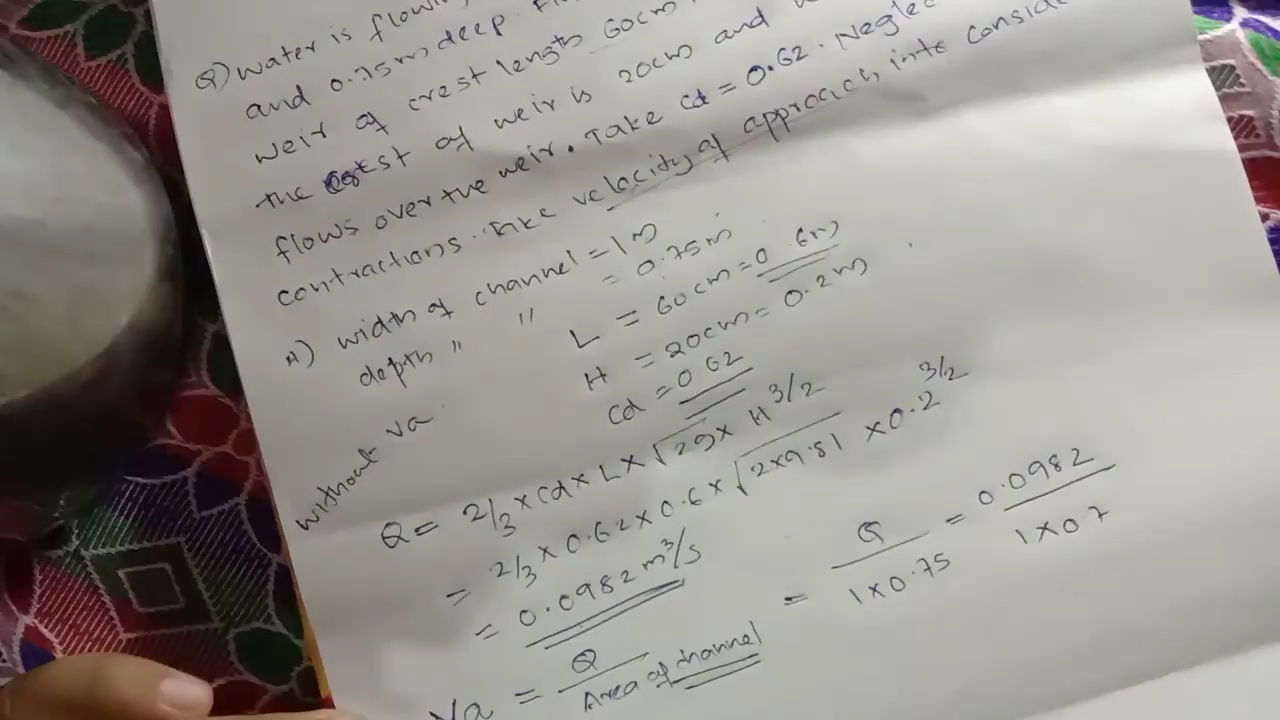 Q) Water is flowing
and 0.75m deep.
weir of crest length 60cm
the crest of weir is 20cm and
flows over the weir. Take Cd = 0.62. Neglec
contractions. Take velocity of approach into conside
A) width of channel = 1m
depth " " = 0.75m
L = 60cm = 0.6m
H = 20cm = 0.2m
Cd = 0.62
without Va
Q = 2/3 × Cd × L × √2g × H^3/2
= 2/3 × 0.62 × 0.6 × √2×9.81 × 0.2^3/2
= 0.0982 m³/s
Va = Q / Area of channel = Q / 1×0.75 = 0.0982 / 1×0.7